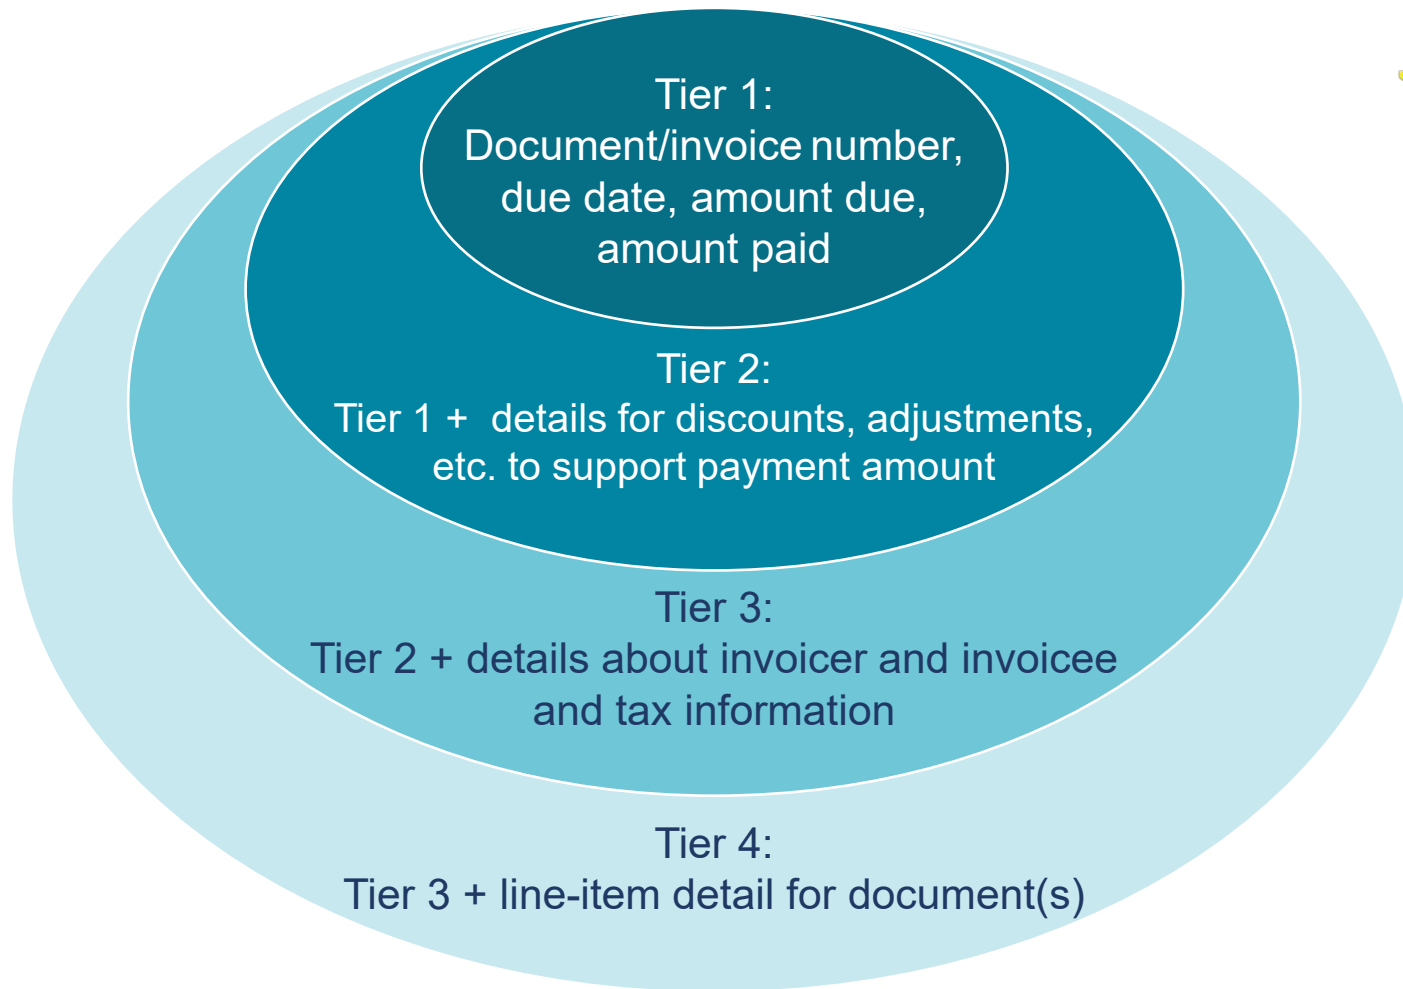 Tier 1:
Document/invoice number,
due date, amount due,
amount paid
Tier 2:
Tier 1 +  details for discounts, adjustments,
etc. to support payment amount
Tier 3:
Tier 2 + details about invoicer and invoicee
and tax information
Tier 4:
Tier 3 + line-item detail for document(s)